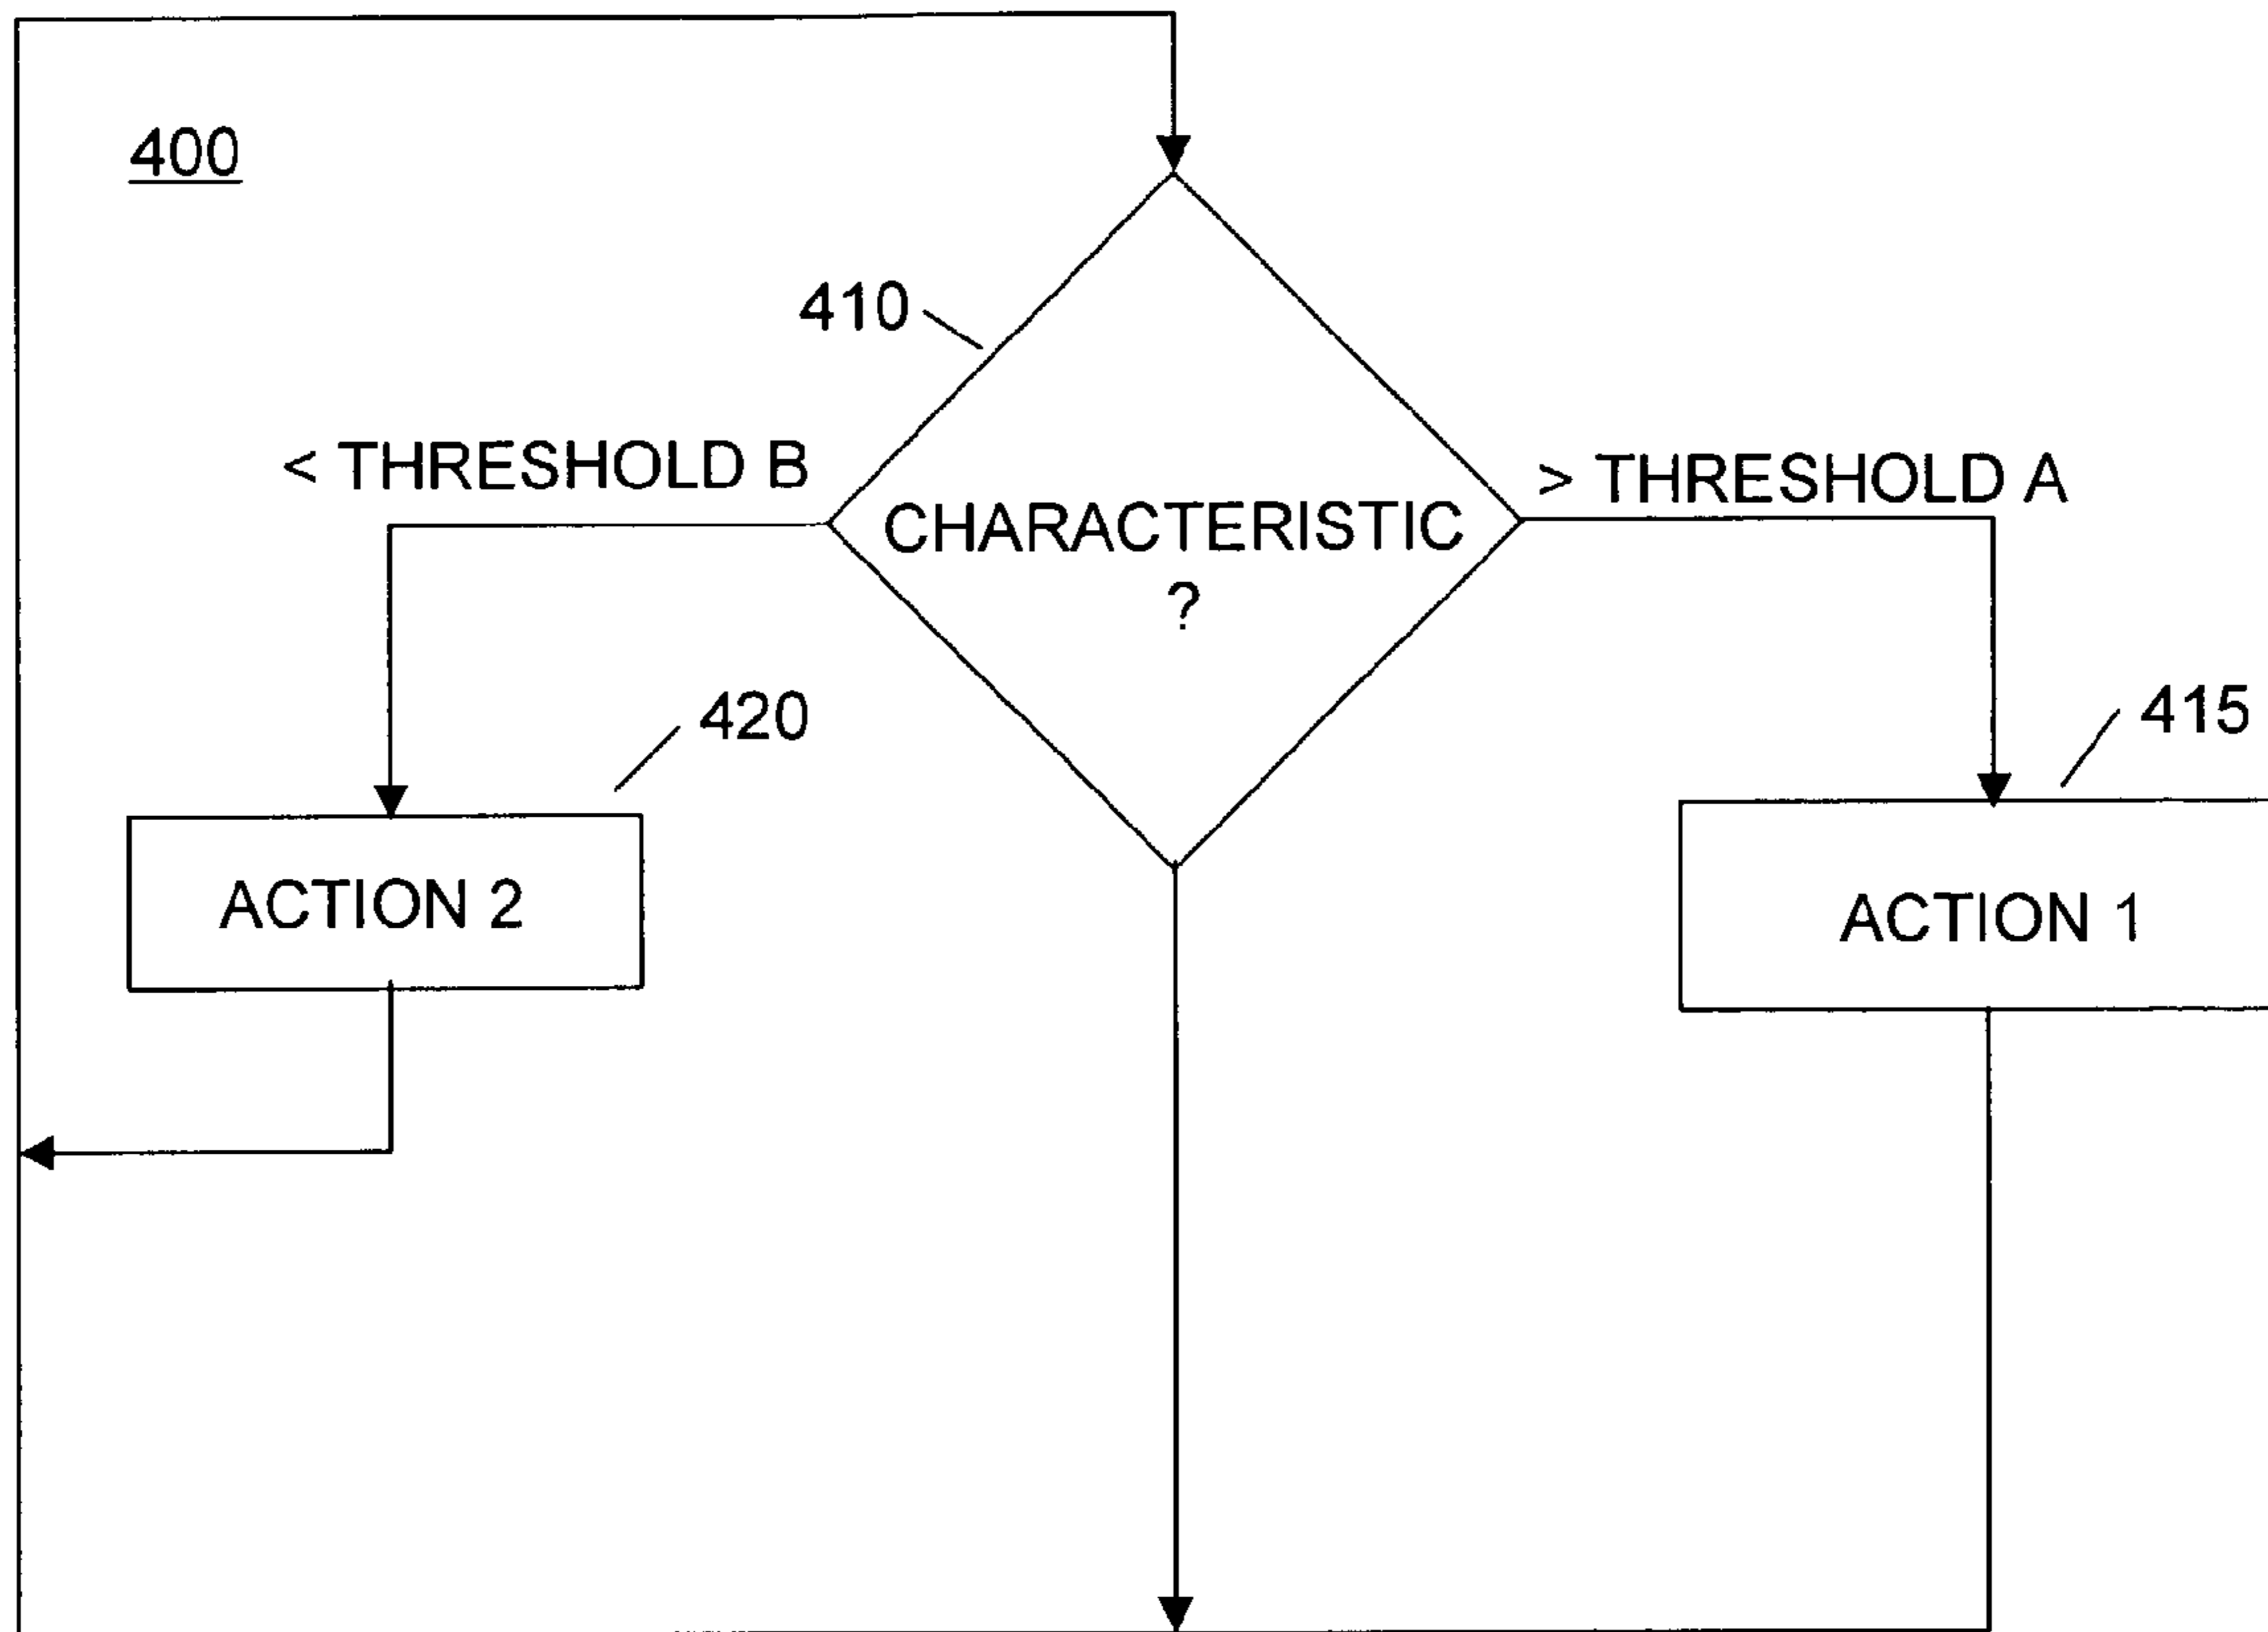 400
410
< THRESHOLD B
> THRESHOLD A
CHARACTERISTIC
?
420
415
ACTION 2
ACTION 1